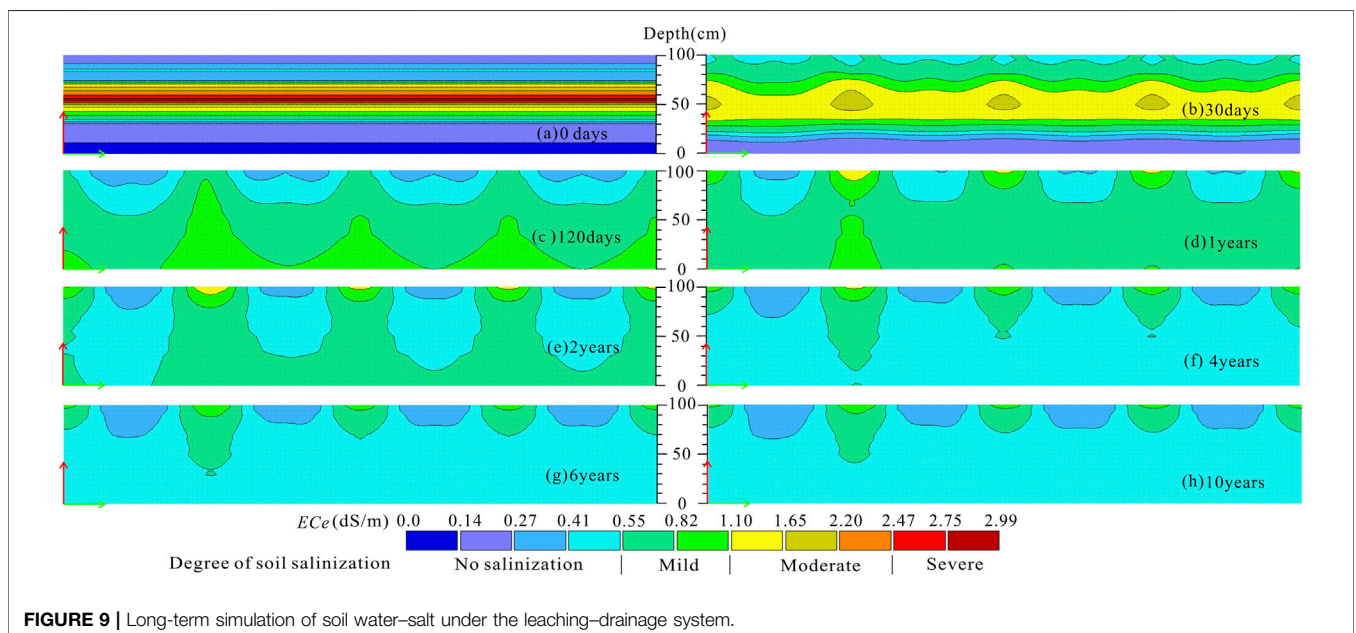 Depth(cm)
100
50
0
(a)0 days
(b)30days
100
50
0
(c)120days
(d)1years
100
50
0
(e)2years
(f) 4years
100
50
0
(g)6years
(h)10years
ECe(dS/m) 0.0 0.14 0.27 0.41 0.55 0.82 1.10 1.65 2.20 2.47 2.75 2.99
Degree of soil salinization No salinization | Mild | Moderate | Severe
FIGURE 9 | Long-term simulation of soil water–salt under the leaching–drainage system.